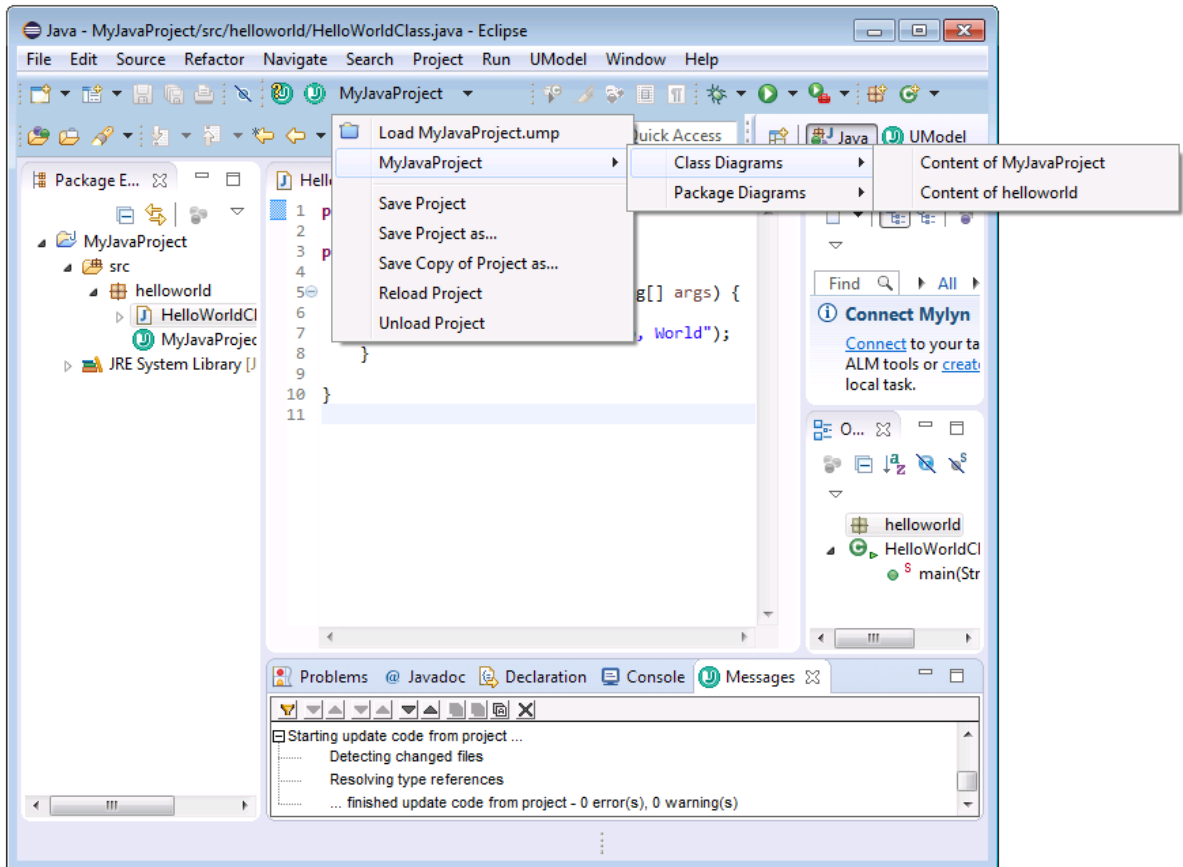 Java - MyJavaProject/src/helloworld/HelloWorldClass.java - Eclipse
File Edit Source Refactor Navigate Search Project Run UModel Window Help
MyJavaProject
Quick Access Java UModel
Load MyJavaProject.ump
MyJavaProject
Save Project
Save Project as...
Save Copy of Project as...
Reload Project
Unload Project
Class Diagrams
Package Diagrams
Content of MyJavaProject
Content of helloworld
Package E...
MyJavaProject
src
helloworld
HelloWorldCl
MyJavaProjec
JRE System Library [J
Hell
1 p
2
3 p
4
5 g[] args) {
6
7 , World");
8 }
9
10 }
11
Find All
Connect Mylyn
Connect to your ta
ALM tools or creat
local task.
O...
helloworld
HelloWorldCl
main(Str
Problems @ Javadoc Declaration Console Messages
Starting update code from project ...
Detecting changed files
Resolving type references
... finished update code from project - 0 error(s), 0 warning(s)